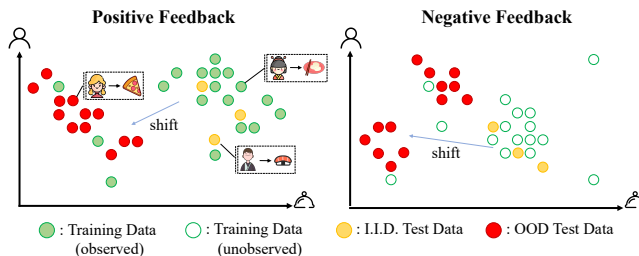 Positive Feedback
Negative Feedback
shift
shift
: Training Data
(observed)
: Training Data
(unobserved)
: I.I.D. Test Data
: OOD Test Data